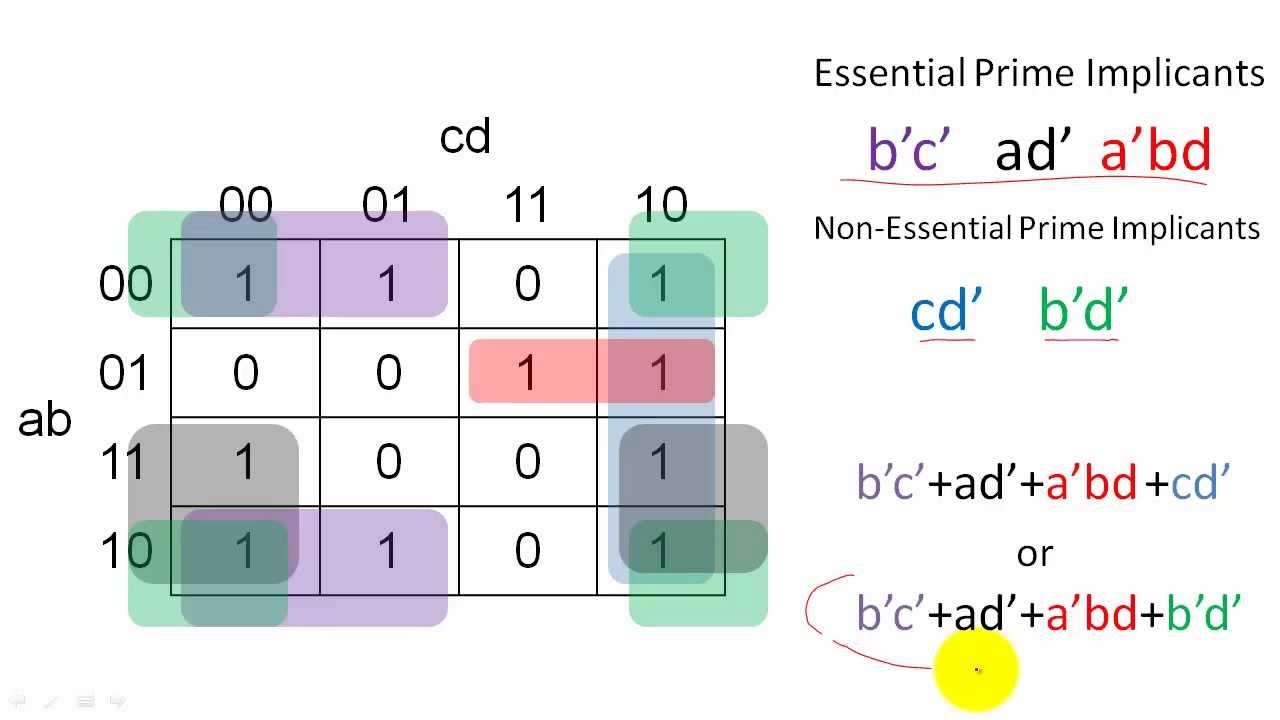 Essential Prime Implicants
b’c’ ad’ a’bd
Non-Essential Prime Implicants
cd’ b’d’
cd
00 01 11 10
00 1 1 0 1
01 0 0 1 1
ab
11 1 0 0 1
10 1 1 0 1
b’c’+ad’+a’bd +cd’
or
b’c’+ad’+a’bd+b’d’